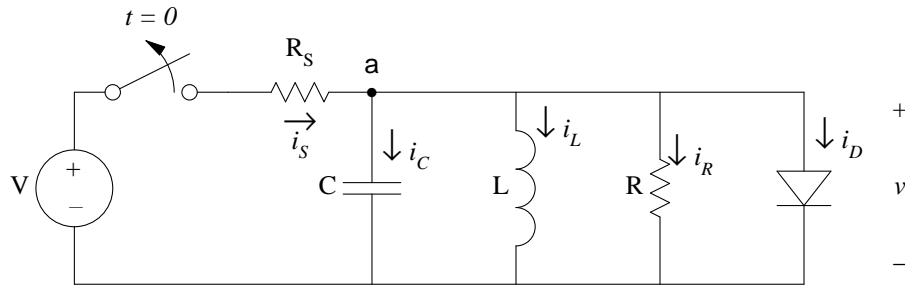 t = 0
R_S
a
i_S
i_C
i_L
i_R
i_D
+
V
+
−
C
L
R
v
−